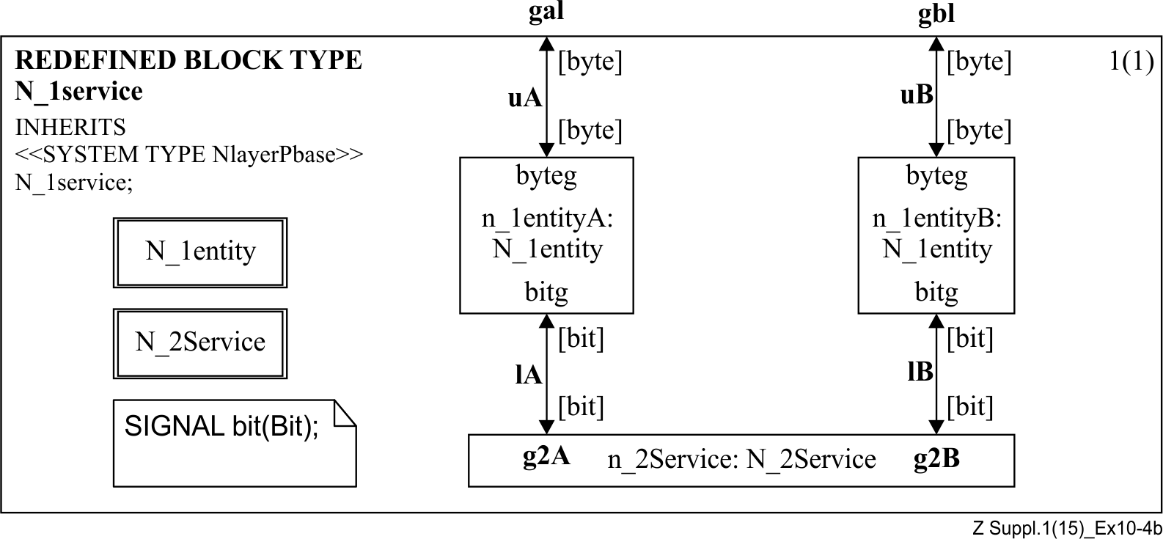 gal gbl
REDEFINED BLOCK TYPE
N_1service
1(1)
INHERITS
<<SYSTEM TYPE NlayerPbase>>
N_1service;
[byte] [byte]
uA uB
[byte] [byte]
byteg byteg
n_1entityA: n_1entityB:
N_1entity N_1entity
bitg bitg
N_1entity
N_2Service
SIGNAL bit(Bit);
[bit] [bit]
lA lB
[bit] [bit]
g2A n_2Service: N_2Service g2B
Z Suppl.1(15)_Ex10-4b